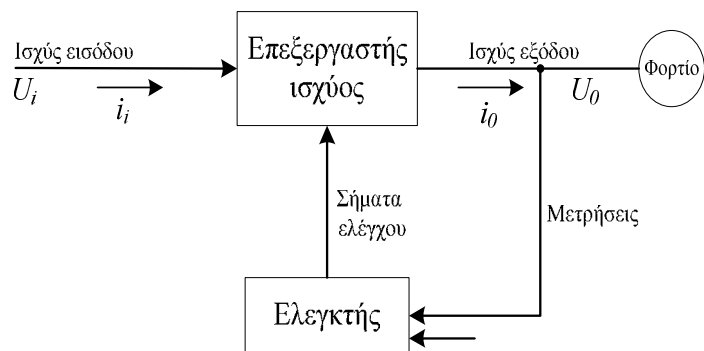 Ισχύς εισόδου
Επεξεργαστής
ισχύος
Ισχύς εξόδου
Φορτίο
U_i
i_i
i_0
U_0
Σήματα
ελέγχου
Μετρήσεις
Ελεγκτής